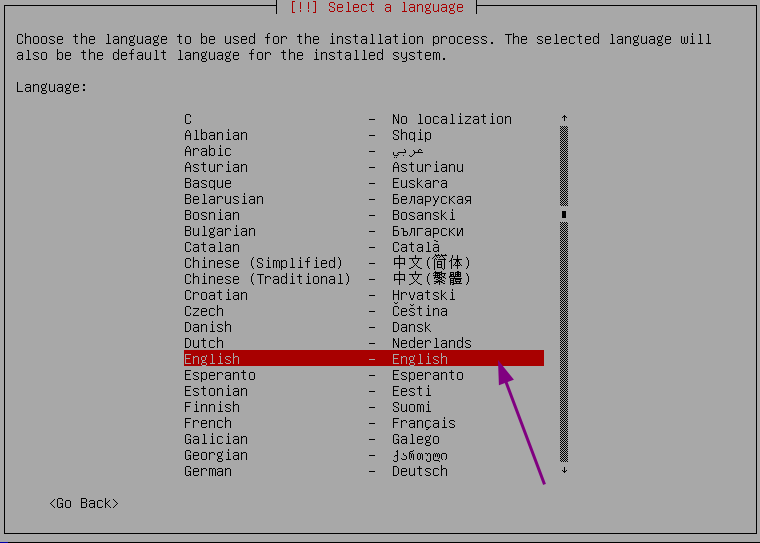 [!!] Select a language
Choose the language to be used for the installation process. The selected language will
also be the default language for the installed system.
Language:
C - No localization ↑
Albanian - Shqip
Arabic - عربي
Asturian - Asturianu
Basque - Euskara
Belarusian - Беларуская
Bosnian - Bosanski
Bulgarian - Български
Catalan - Català
Chinese (Simplified) - 中文(简体)
Chinese (Traditional) - 中文(繁體)
Croatian - Hrvatski
Czech - Čeština
Danish - Dansk
Dutch - Nederlands
English - English
Esperanto - Esperanto
Estonian - Eesti
Finnish - Suomi
French - Français
Galician - Galego
Georgian - ქართული
German - Deutsch ↓
<Go Back>